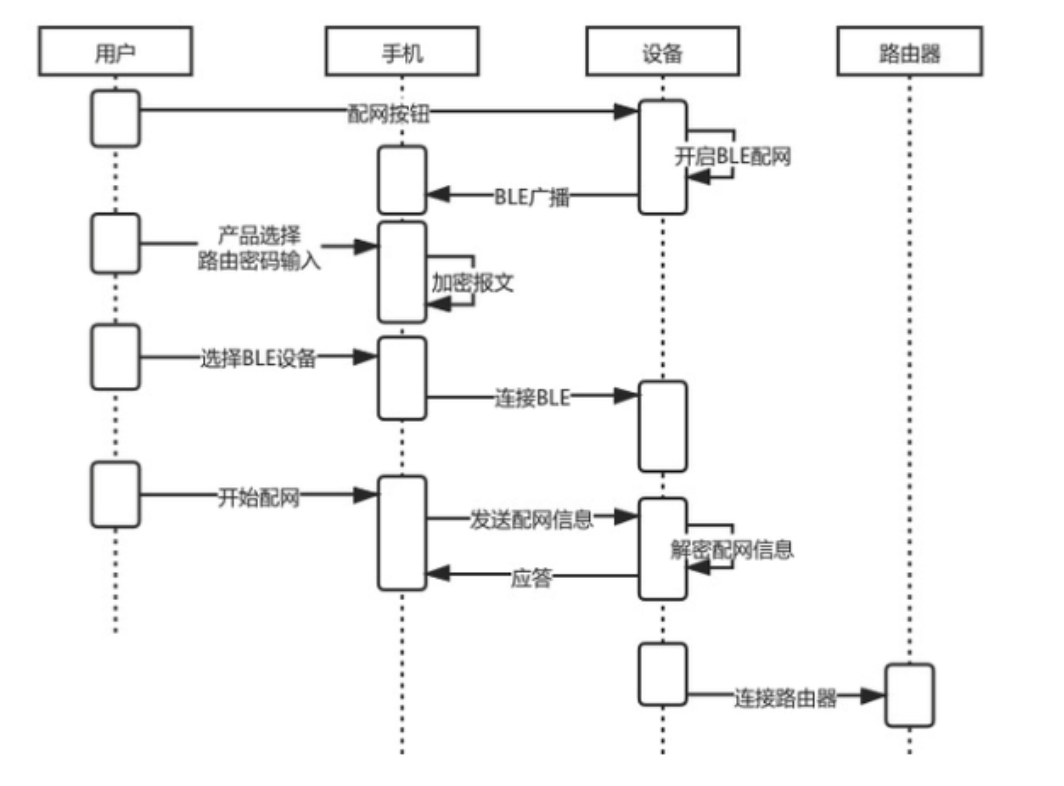 用户
手机
设备
路由器
配网按钮
开启BLE配网
BLE广播
产品选择
路由密码输入
加密报文
选择BLE设备
连接BLE
开始配网
发送配网信息
解密配网信息
应答
连接路由器